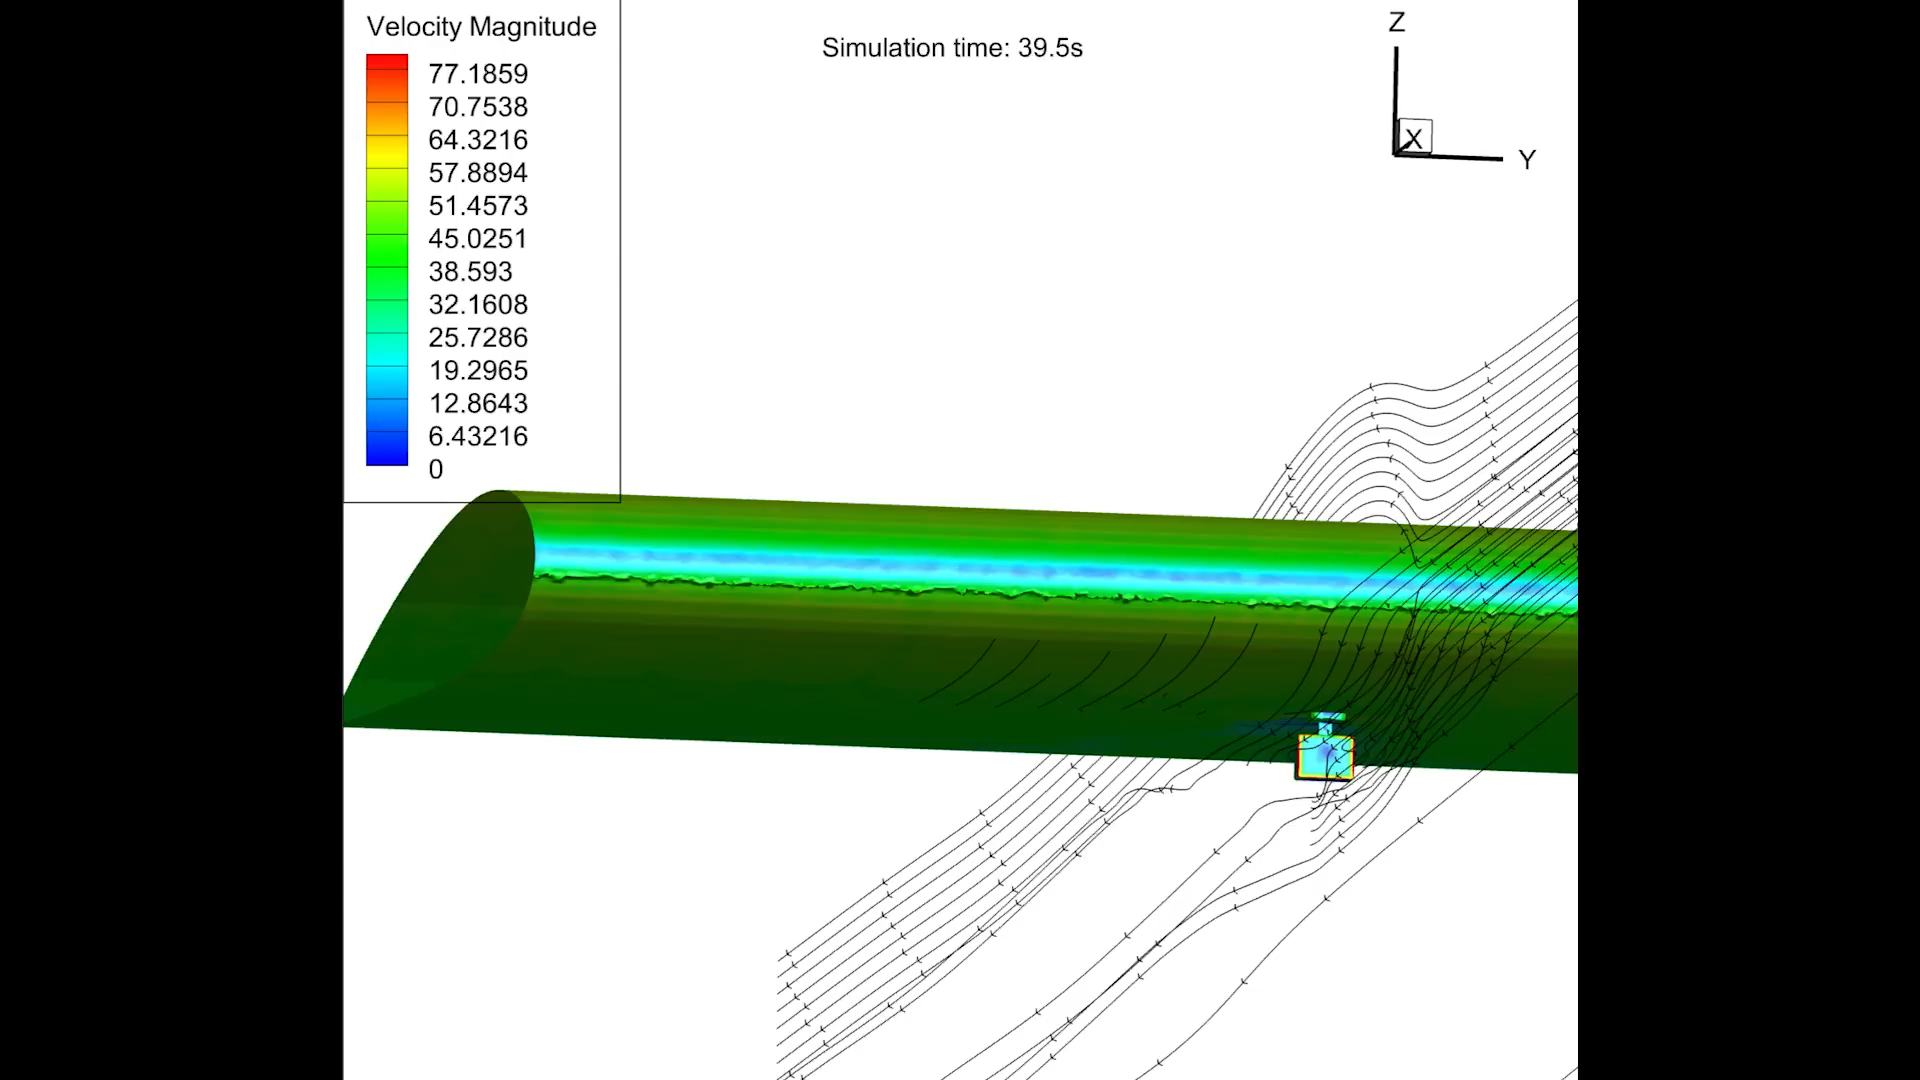 Velocity Magnitude
77.1859
70.7538
64.3216
57.8894
51.4573
45.0251
38.593
32.1608
25.7286
19.2965
12.8643
6.43216
0
Simulation time: 39.5s
Z
X
Y